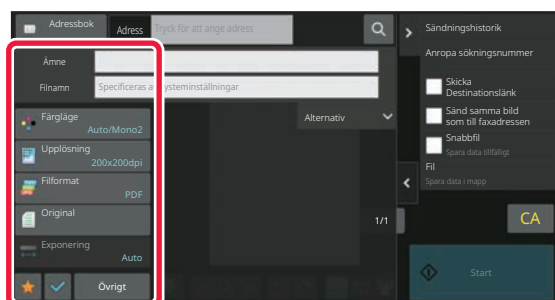 Adressbok
Adress
Tryck för att ange adress
Ämne
Filnamn
Specificeras av systeminställningar
Färgläge
Auto/Mono2
Upplösning
200x200dpi
Filformat
PDF
Original
Exponering
Auto
Övrigt
Alternativ
1/1
Sändningshistorik
Anropa sökningsnummer
Skicka
Destinationslänk
Sänd samma bild
som till faxadressen
Snabbfil
Spara data tillfälligt
Fil
Spara data i mapp
CA
Start